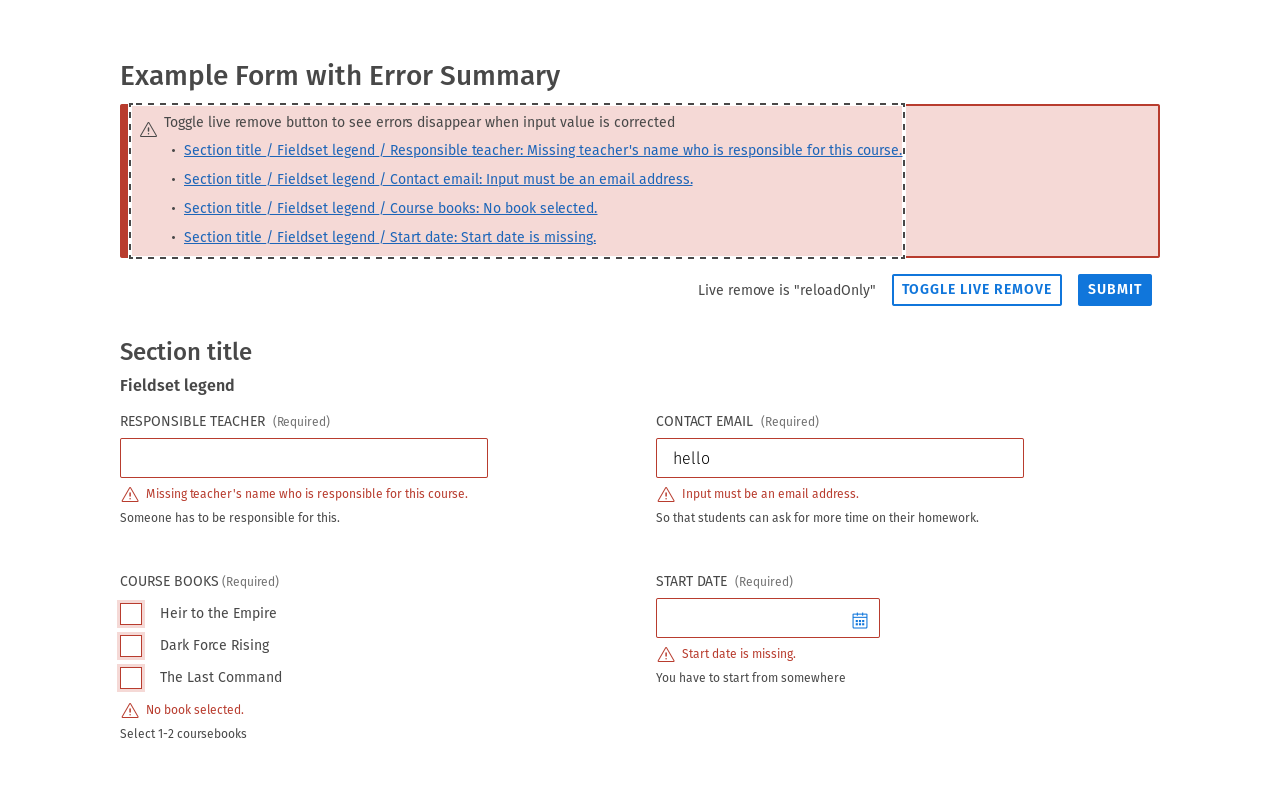 Example Form with Error Summary
Toggle live remove button to see errors disappear when input value is corrected
• Section title / Fieldset legend / Responsible teacher: Missing teacher's name who is responsible for this course.
• Section title / Fieldset legend / Contact email: Input must be an email address.
• Section title / Fieldset legend / Course books: No book selected.
• Section title / Fieldset legend / Start date: Start date is missing.
Live remove is "reloadOnly"
TOGGLE LIVE REMOVE
SUBMIT
Section title
Fieldset legend
RESPONSIBLE TEACHER (Required)
Missing teacher's name who is responsible for this course.
Someone has to be responsible for this.
CONTACT EMAIL (Required)
hello
Input must be an email address.
So that students can ask for more time on their homework.
COURSE BOOKS (Required)
Heir to the Empire
Dark Force Rising
The Last Command
No book selected.
Select 1-2 coursebooks
START DATE (Required)
Start date is missing.
You have to start from somewhere